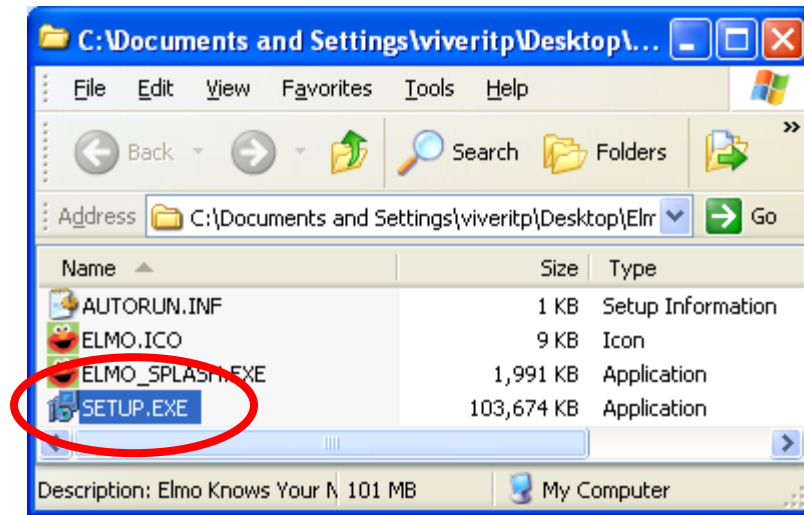 C:\Documents and Settings\viveritp\Desktop\...
File Edit View Favorites Tools Help
Back Search Folders »
Address C:\Documents and Settings\viveritp\Desktop\Elm Go
Name Size Type
AUTORUN.INF 1 KB Setup Information
ELMO.ICO 9 KB Icon
ELMO_SPLASH.EXE 1,991 KB Application
SETUP.EXE 103,674 KB Application
Description: Elmo Knows Your N 101 MB My Computer